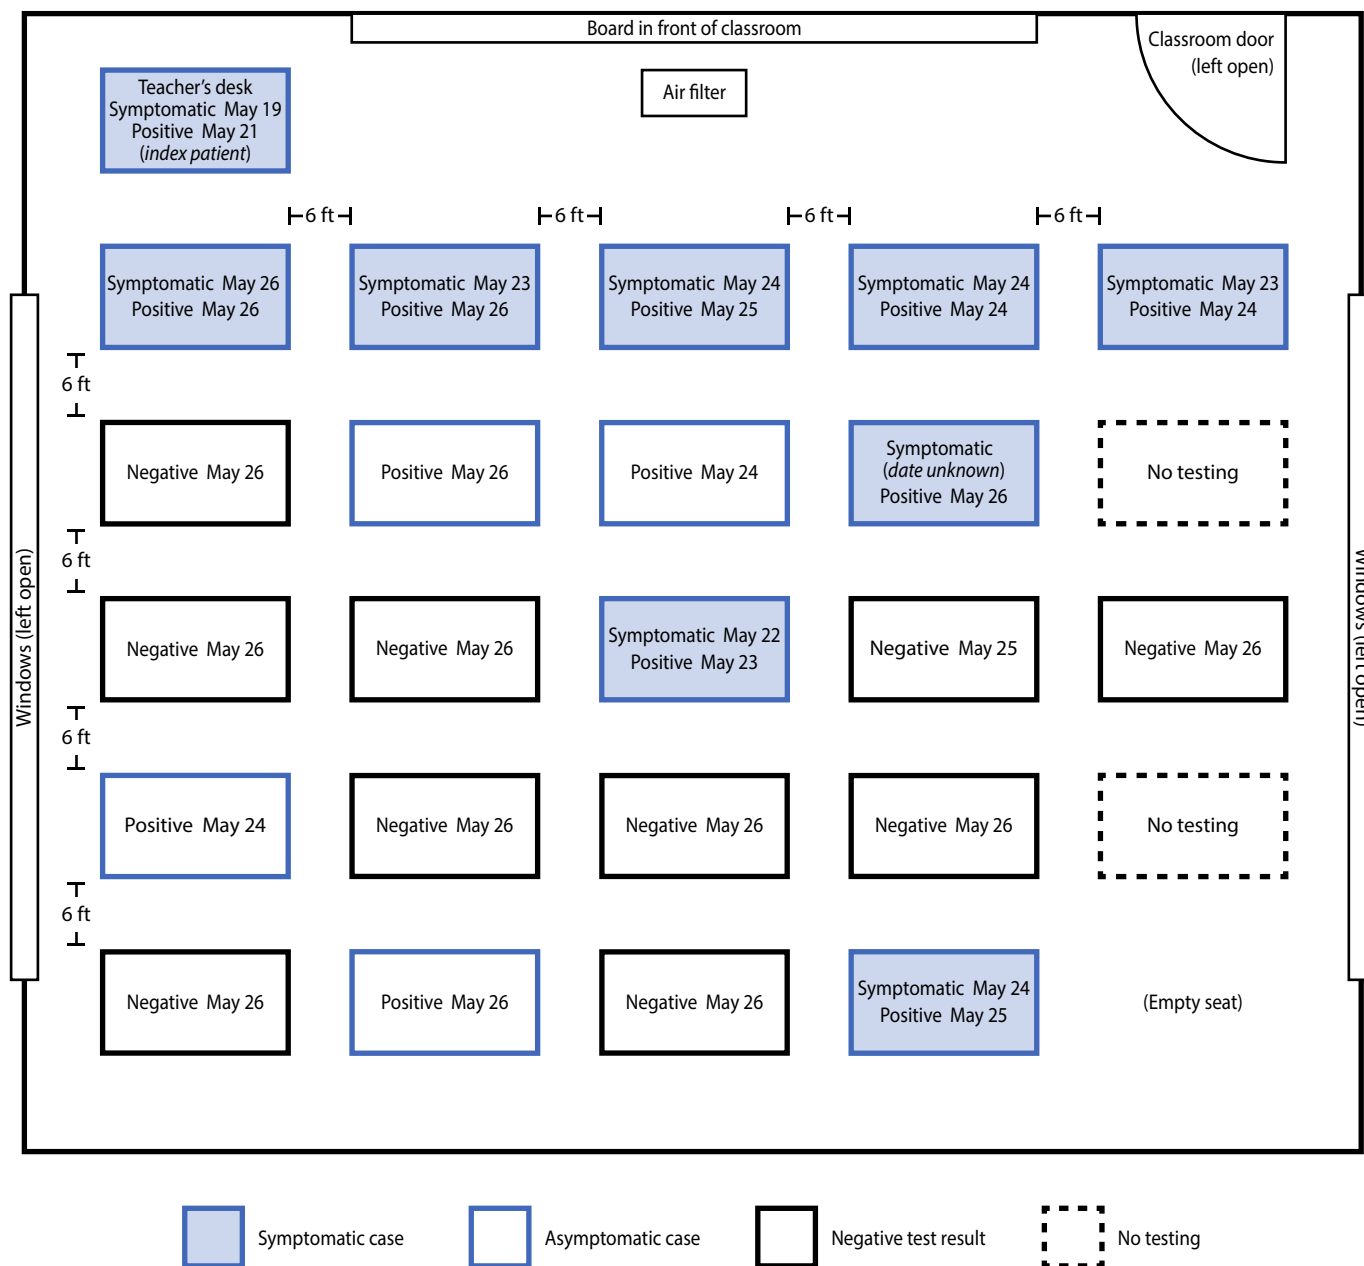 Board in front of classroom
Classroom door
(left open)
Air filter
Teacher's desk
Symptomatic May 19
Positive May 21
(index patient)
6 ft
6 ft
6 ft
6 ft
Symptomatic May 26
Positive May 26
Symptomatic May 23
Positive May 26
Symptomatic May 24
Positive May 25
Symptomatic May 24
Positive May 24
Symptomatic May 23
Positive May 24
6 ft
Negative May 26
Positive May 26
Positive May 24
Symptomatic
(date unknown)
Positive May 26
No testing
6 ft
Windows (left open)
Windows (left open)
Negative May 26
Negative May 26
Symptomatic May 22
Positive May 23
Negative May 25
Negative May 26
6 ft
Positive May 24
Negative May 26
Negative May 26
Negative May 26
No testing
6 ft
Negative May 26
Positive May 26
Negative May 26
Symptomatic May 24
Positive May 25
(Empty seat)
Symptomatic case
Asymptomatic case
Negative test result
No testing